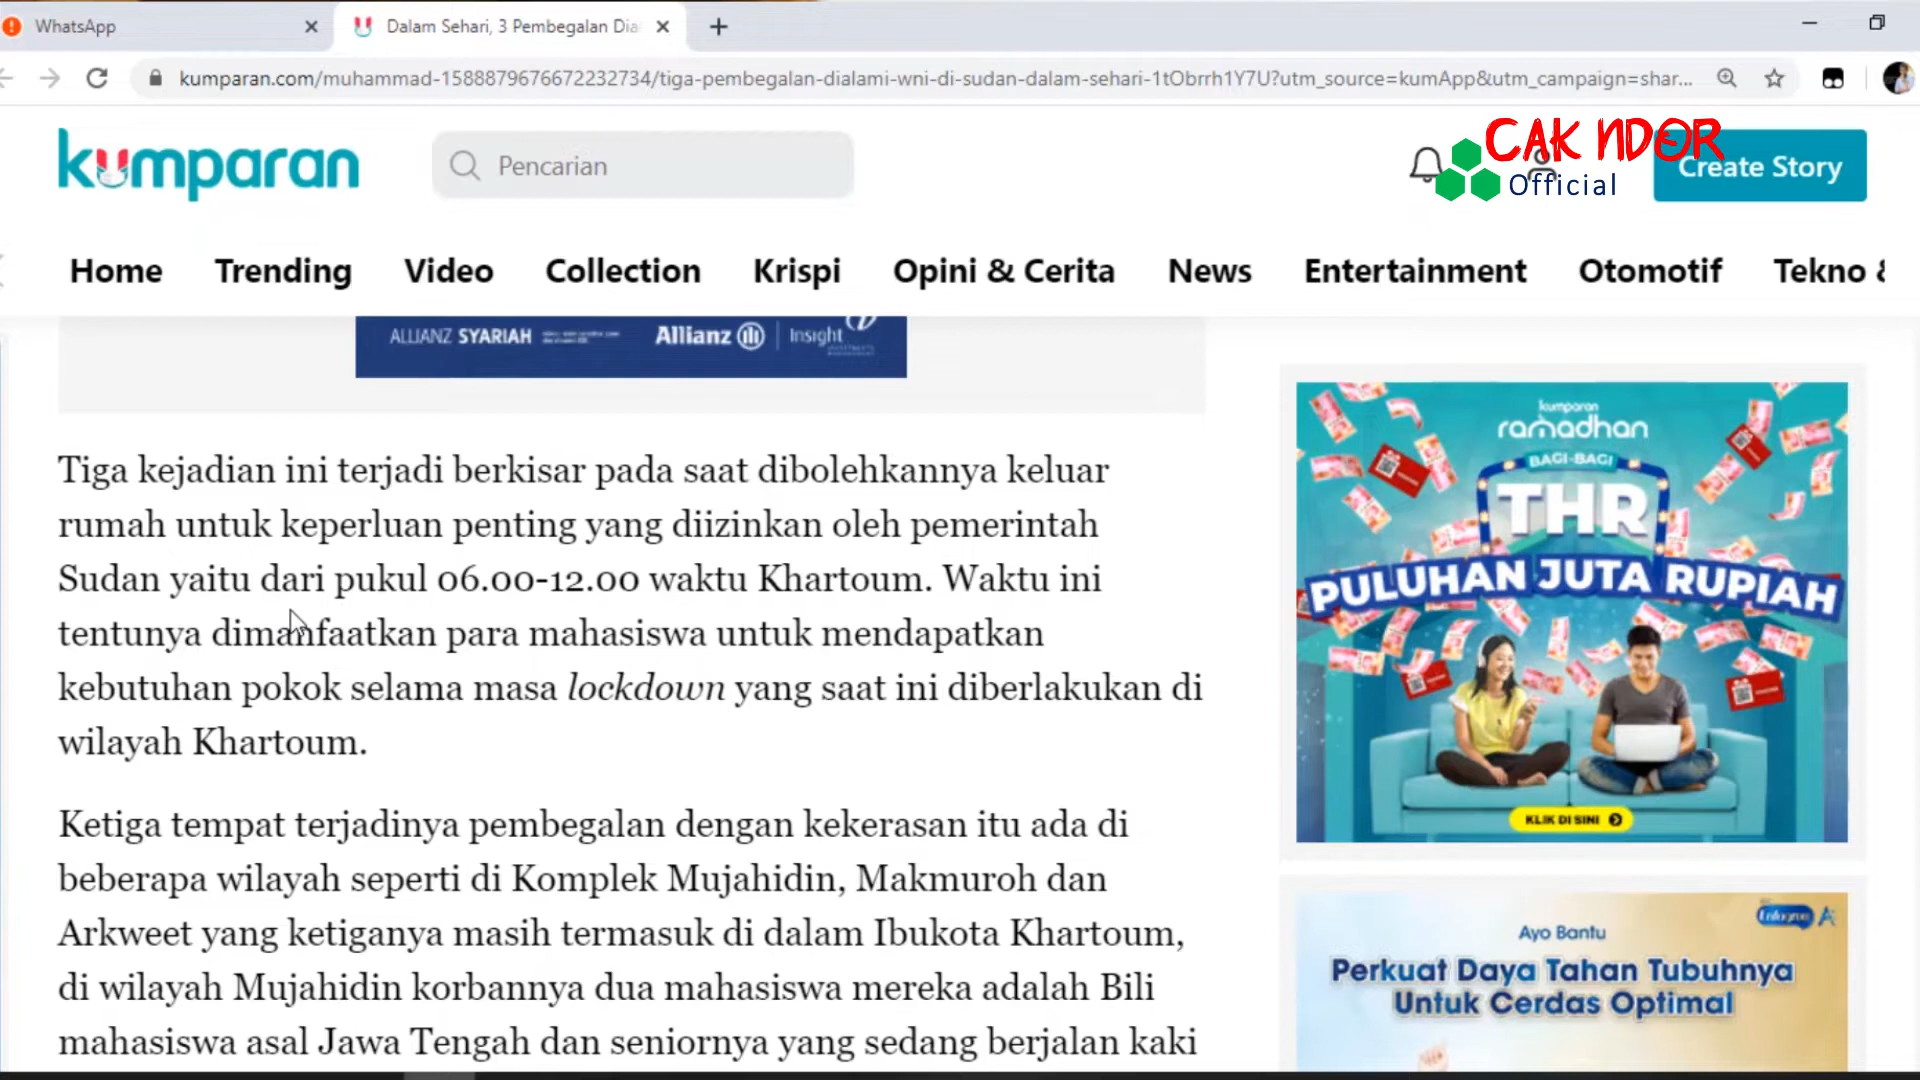 WhatsApp
Dalam Sehari, 3 Pembegalan Dia
kumparan.com/muhammad-1588879676672232734/tiga-pembegalan-dialami-wni-di-sudan-dalam-sehari-1tObrrh1Y7U?utm_source=kumApp&utm_campaign=shar...
kumparan
Pencarian
CAK NDOR
Official
Create Story
Home Trending Video Collection Krispi Opini & Cerita News Entertainment Otomotif Tekno &
ALLIANZ SYARIAH Allianz Insight
Tiga kejadian ini terjadi berkisar pada saat dibolehkannya keluar
rumah untuk keperluan penting yang diizinkan oleh pemerintah
Sudan yaitu dari pukul 06.00-12.00 waktu Khartoum. Waktu ini
tentunya dimanfaatkan para mahasiswa untuk mendapatkan
kebutuhan pokok selama masa lockdown yang saat ini diberlakukan di
wilayah Khartoum.
Ketiga tempat terjadinya pembegalan dengan kekerasan itu ada di
beberapa wilayah seperti di Komplek Mujahidin, Makmuroh dan
Arkweet yang ketiganya masih termasuk di dalam Ibukota Khartoum,
di wilayah Mujahidin korbannya dua mahasiswa mereka adalah Bili
mahasiswa asal Jawa Tengah dan seniornya yang sedang berjalan kaki
kumparan
ramadhan
BAGI-BAGI
THR
PULUHAN JUTA RUPIAH
KLIK DI SINI
Enfagrow A+
Ayo Bantu
Perkuat Daya Tahan Tubuhnya
Untuk Cerdas Optimal